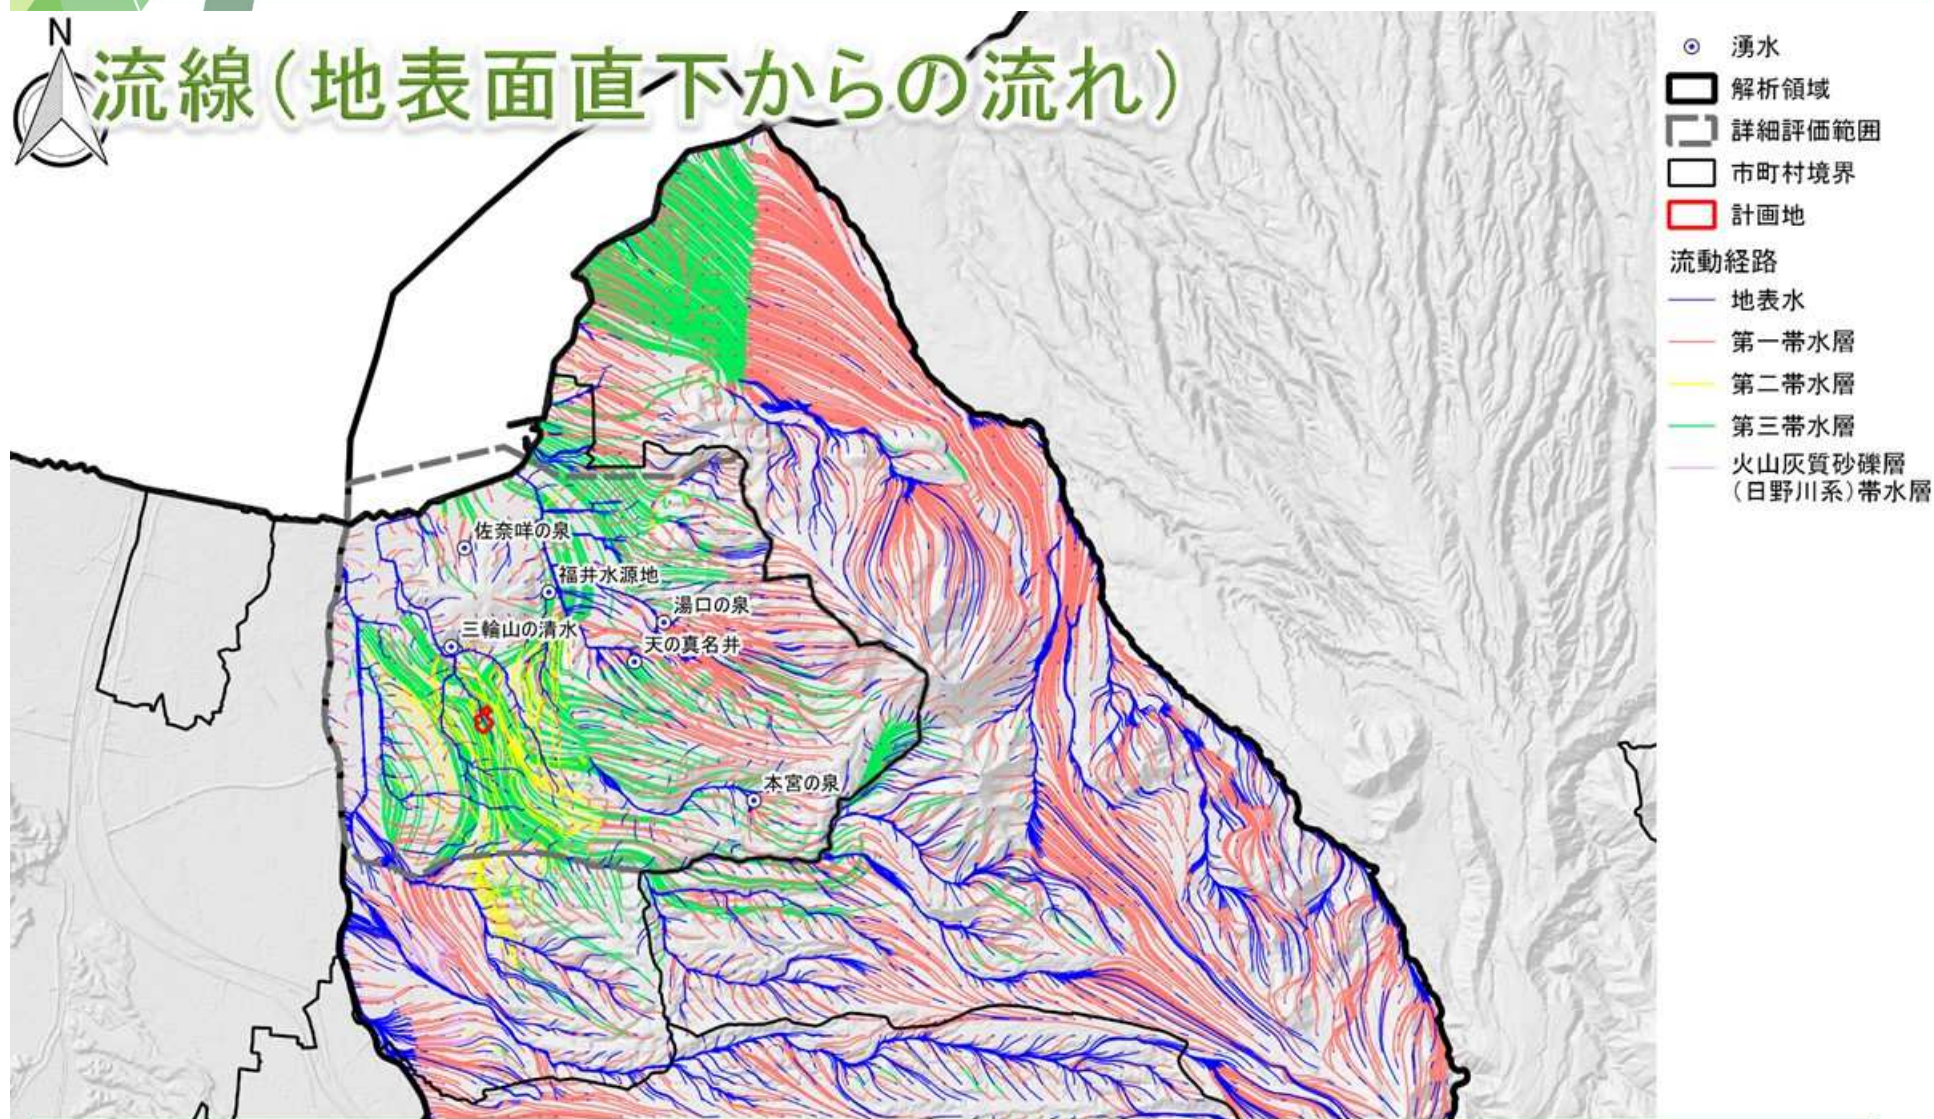 N
流線(地表面直下からの流れ)
湧水
解析領域
詳細評価範囲
市町村境界
計画地
流動経路
地表水
第一帯水層
第二帯水層
第三帯水層
火山灰質砂礫層
(日野川系)帯水層
佐奈咩の泉
福井水源地
湯口の泉
三輪山の清水
天の真名井
本宮の泉